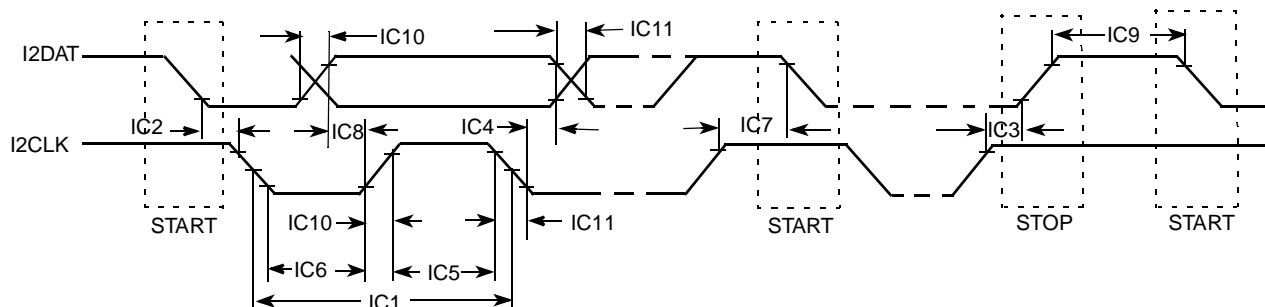 IC10 IC11 IC9
I2DAT
IC2 IC8 IC4 IC7 IC3
I2CLK
START IC10 IC11 START STOP START
IC6 IC5
IC1